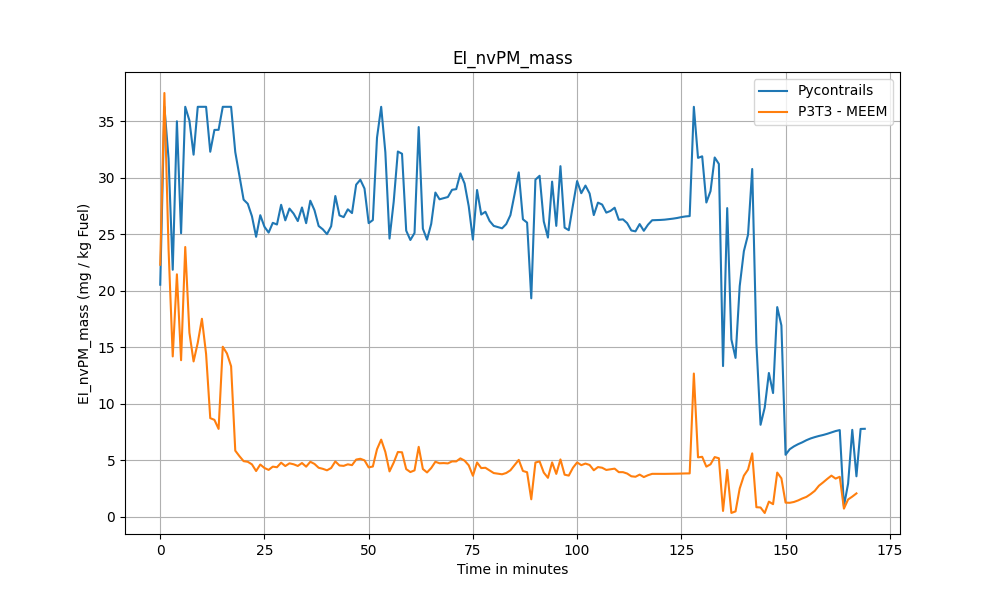 EI_nvPM_mass
Pycontrails
P3T3 - MEEM
EI_nvPM_mass (mg / kg Fuel)
35
30
25
20
15
10
5
0
0 25 50 75 100 125 150 175
Time in minutes